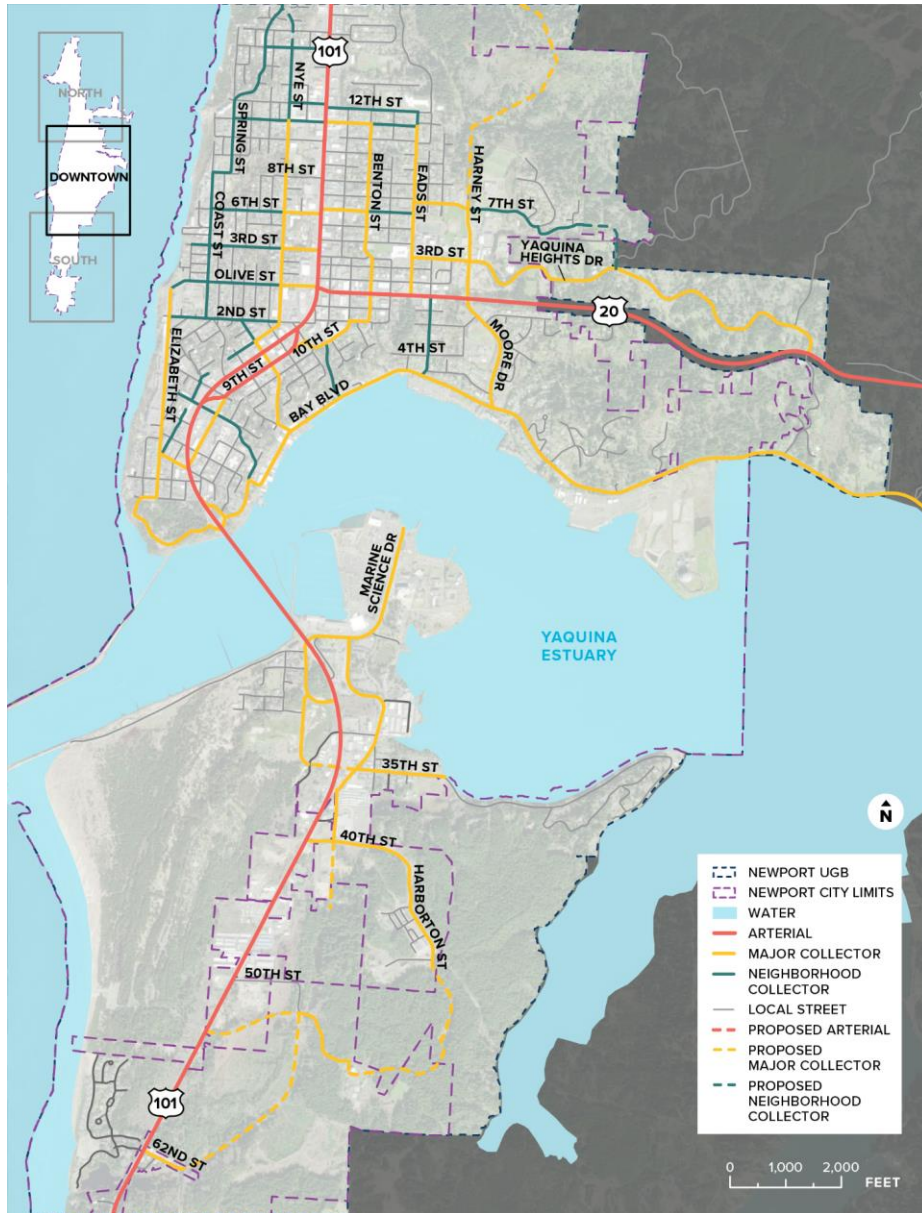 NORTH
DOWNTOWN
SOUTH
101
NYE ST
12TH ST
SPRING ST
8TH ST
BENTON ST
EADS ST
HARNEY ST
COAST ST
6TH ST
7TH ST
3RD ST
3RD ST
YAQUINA
HEIGHTS DR
OLIVE ST
2ND ST
20
ELIZABETH ST
9TH ST
10TH ST
4TH ST
MOORE DR
BAY BLVD
MARINE
SCIENCE DR
YAQUINA
ESTUARY
35TH ST
40TH ST
HARBORTON ST
50TH ST
101
62ND ST
N
NEWPORT UGB
NEWPORT CITY LIMITS
WATER
ARTERIAL
MAJOR COLLECTOR
NEIGHBORHOOD
COLLECTOR
LOCAL STREET
PROPOSED ARTERIAL
PROPOSED
MAJOR COLLECTOR
PROPOSED
NEIGHBORHOOD
COLLECTOR
0 1,000 2,000
FEET